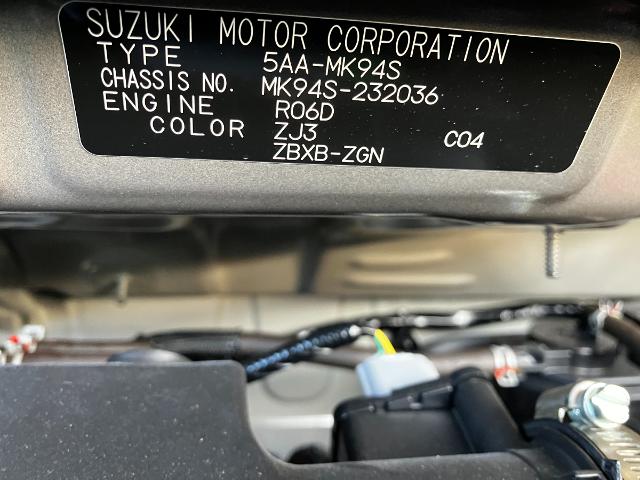 SUZUKI MOTOR CORPORATION
TYPE 5AA-MK94S
CHASSIS NO. MK94S-232036
ENGINE R06D
COLOR ZJ3 C04
ZBXB-ZGN